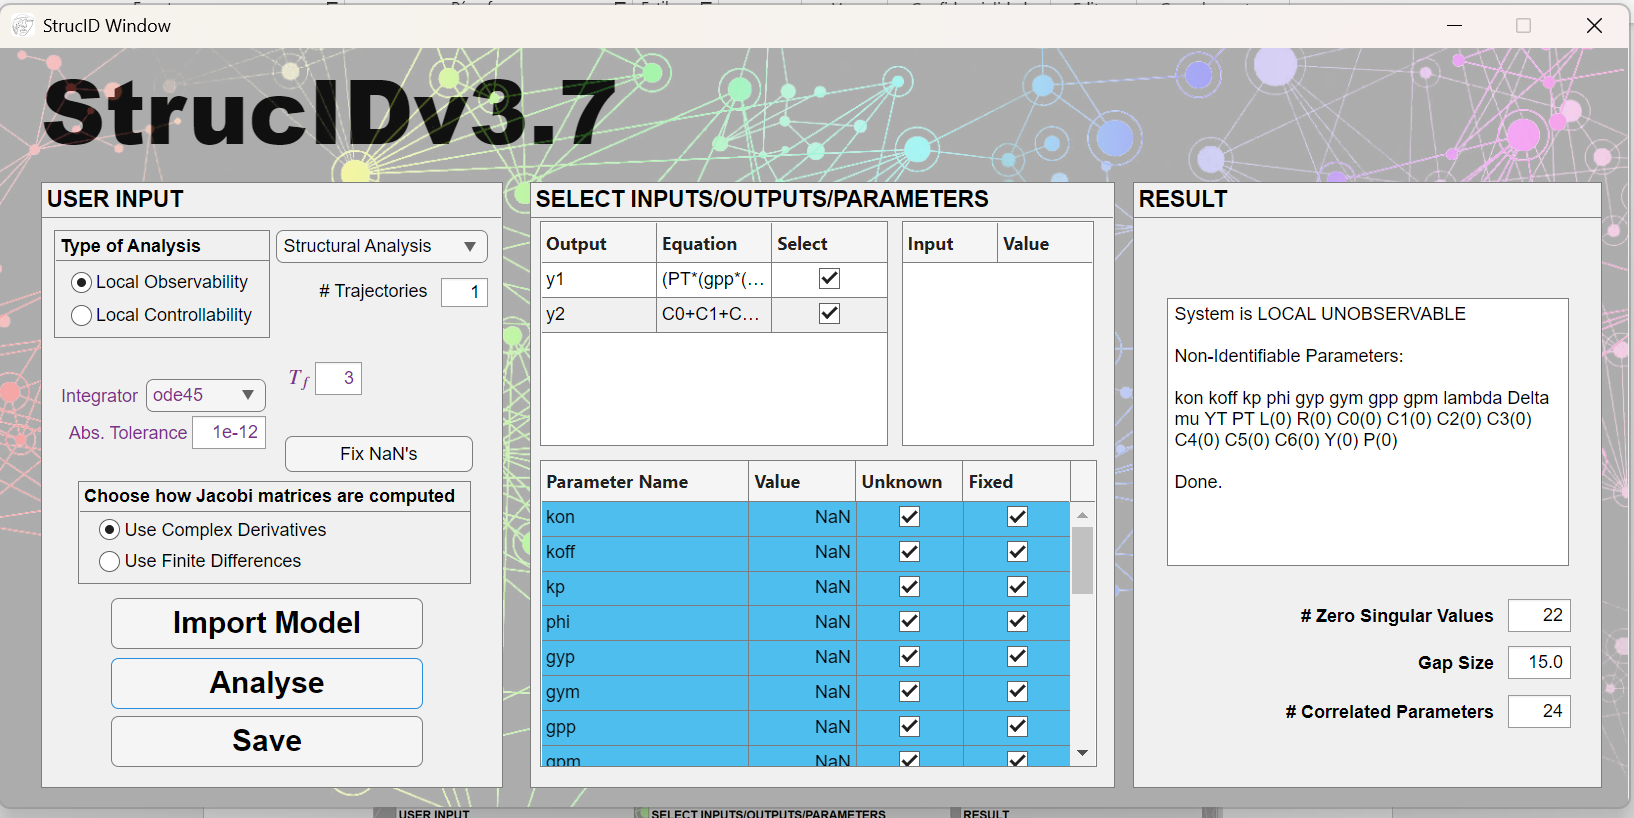 StrucID Window
StrucIDv3.7
USER INPUT
Type of Analysis
Local Observability
Local Controllability
Structural Analysis
# Trajectories 1
Tf 3
Integrator ode45
Abs. Tolerance 1e-12
Fix NaN's
Choose how Jacobi matrices are computed
Use Complex Derivatives
Use Finite Differences
Import Model
Analyse
Save
SELECT INPUTS/OUTPUTS/PARAMETERS
Output Equation Select
y1 (PT*(gpp*(...
y2 C0+C1+C...
Input Value
Parameter Name Value Unknown Fixed
kon NaN
koff NaN
kp NaN
phi NaN
gyp NaN
gym NaN
gpp NaN
gpm NaN
RESULT
System is LOCAL UNOBSERVABLE
Non-Identifiable Parameters:
kon koff kp phi gyp gym gpp gpm lambda Delta
mu YT PT L(0) R(0) C0(0) C1(0) C2(0) C3(0)
C4(0) C5(0) C6(0) Y(0) P(0)
Done.
# Zero Singular Values 22
Gap Size 15.0
# Correlated Parameters 24
USER INPUT SELECT INPUTS/OUTPUTS/PARAMETERS RESULT